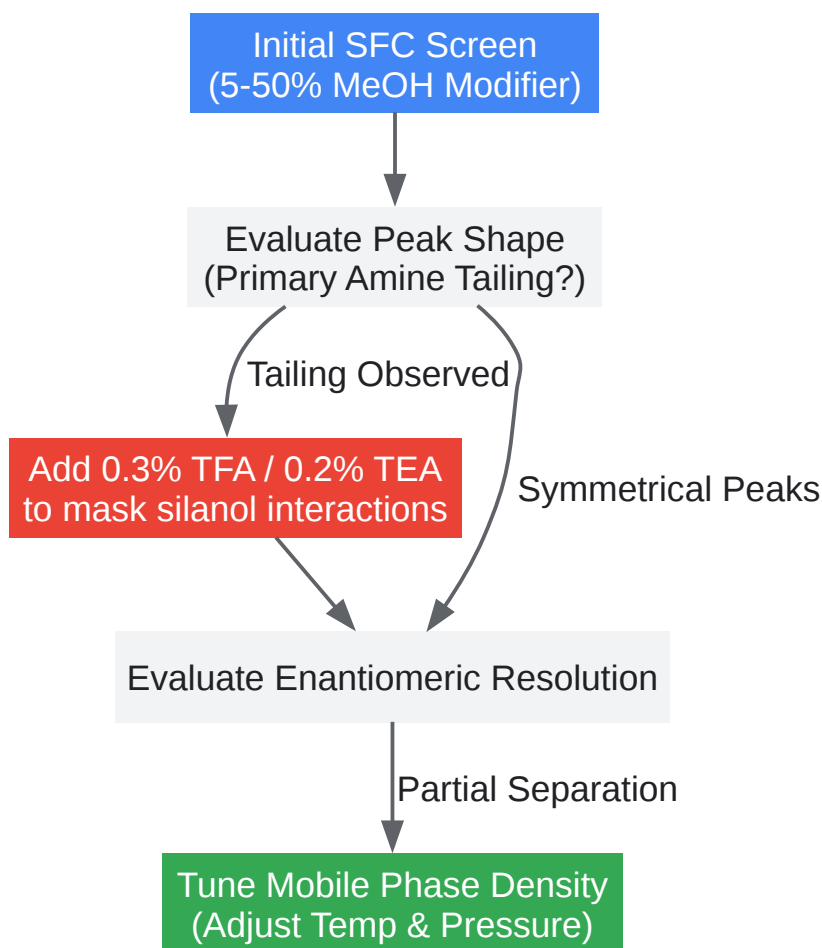 Initial SFC Screen
(5-50% MeOH Modifier)
Evaluate Peak Shape
(Primary Amine Tailing?)
Tailing Observed
Add 0.3% TFA / 0.2% TEA
to mask silanol interactions
Symmetrical Peaks
Evaluate Enantiomeric Resolution
Partial Separation
Tune Mobile Phase Density
(Adjust Temp & Pressure)